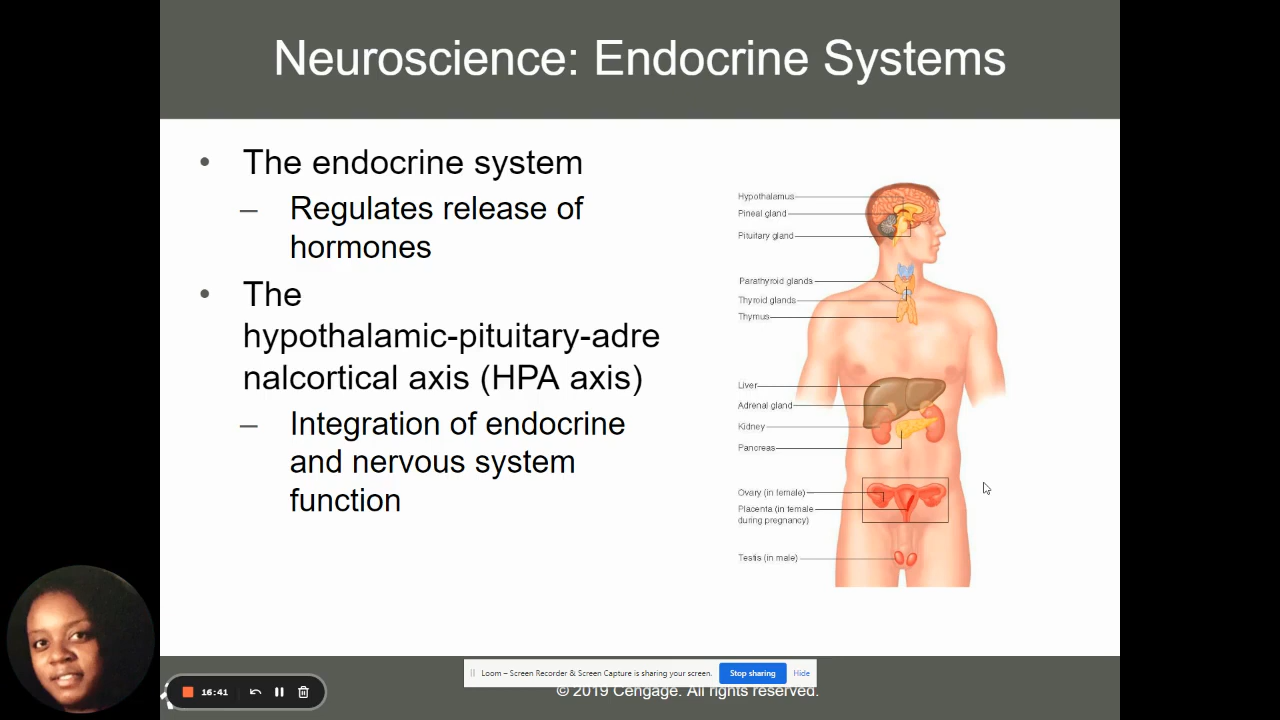 Neuroscience: Endocrine Systems
• The endocrine system
– Regulates release of
hormones
• The
hypothalamic-pituitary-adre
nalcortical axis (HPA axis)
– Integration of endocrine
and nervous system
function
Hypothalamus
Pineal gland
Pituitary gland
Parathyroid glands
Thyroid glands
Thymus
Liver
Adrenal gland
Kidney
Pancreas
Ovary (in female)
Placenta (in female
during pregnancy)
Testis (in male)
16:41
Loom – Screen Recorder & Screen Capture is sharing your screen.
Stop sharing
Hide
© 2019 Cengage. All rights reserved.